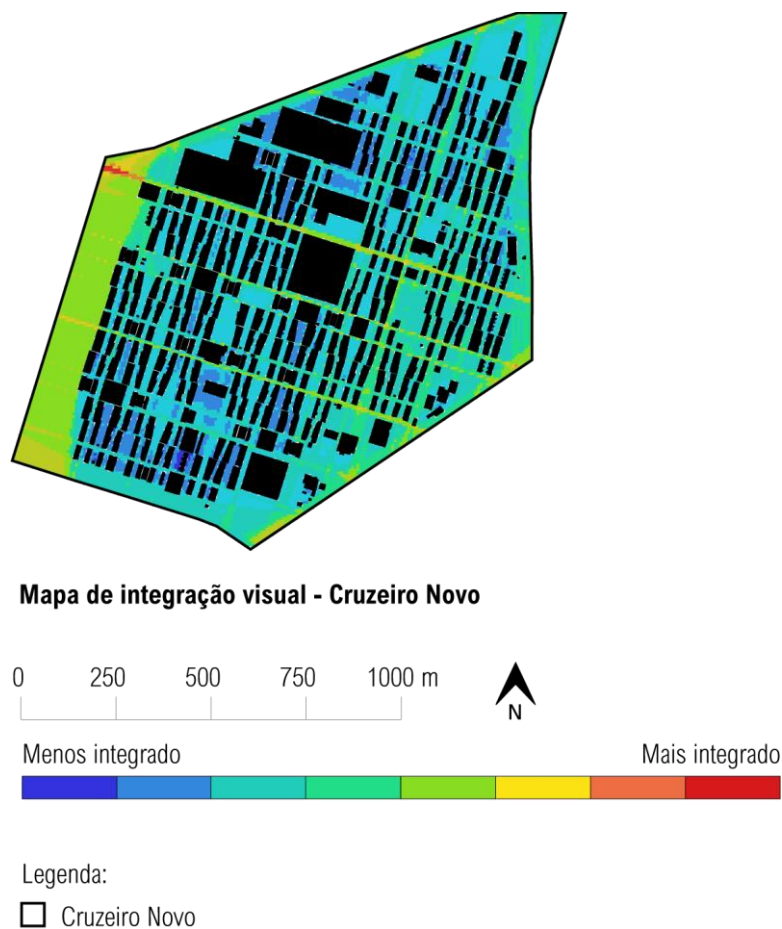 Mapa de integração visual - Cruzeiro Novo
0 250 500 750 1000 m
N
Menos integrado Mais integrado
Legenda:
Cruzeiro Novo